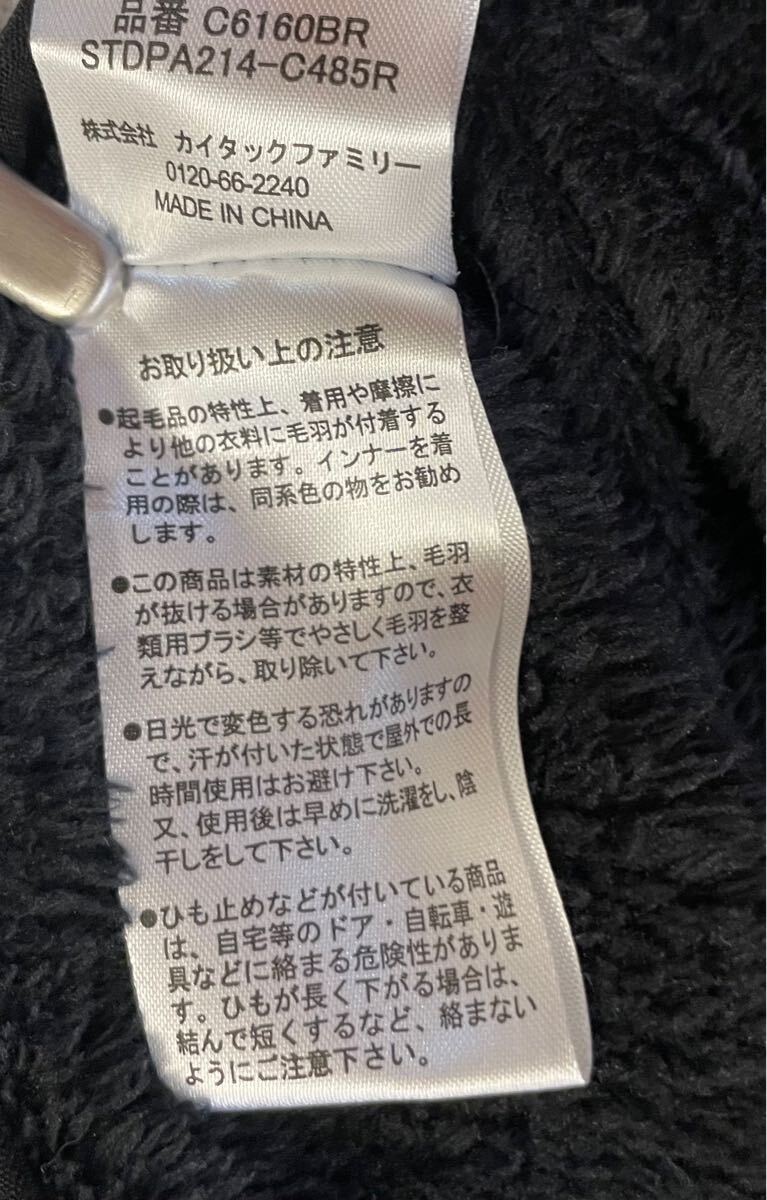 品番 C6160BR
STDPA214-C485R
株式会社 カイタックファミリー
0120-66-2240
MADE IN CHINA
お取り扱い上の注意
●起毛品の特性上、着用や摩擦に
より他の衣料に毛羽が付着する
ことがあります。インナーを着
用の際は、同系色の物をお勧め
します。
●この商品は素材の特性上、毛羽
が抜ける場合がありますので、衣
類用ブラシ等でやさしく毛羽を整
えながら、取り除いて下さい。
●日光で変色する恐れがありますの
で、汗が付いた状態で屋外での長
時間使用はお避け下さい。
又、使用後は早めに洗濯をし、陰
干しをして下さい。
●ひも止めなどが付いている商品
は、自宅等のドア・自転車・遊
具などに絡まる危険性がありま
す。ひもが長く下がる場合は、
結んで短くするなど、絡まない
ようにご注意下さい。